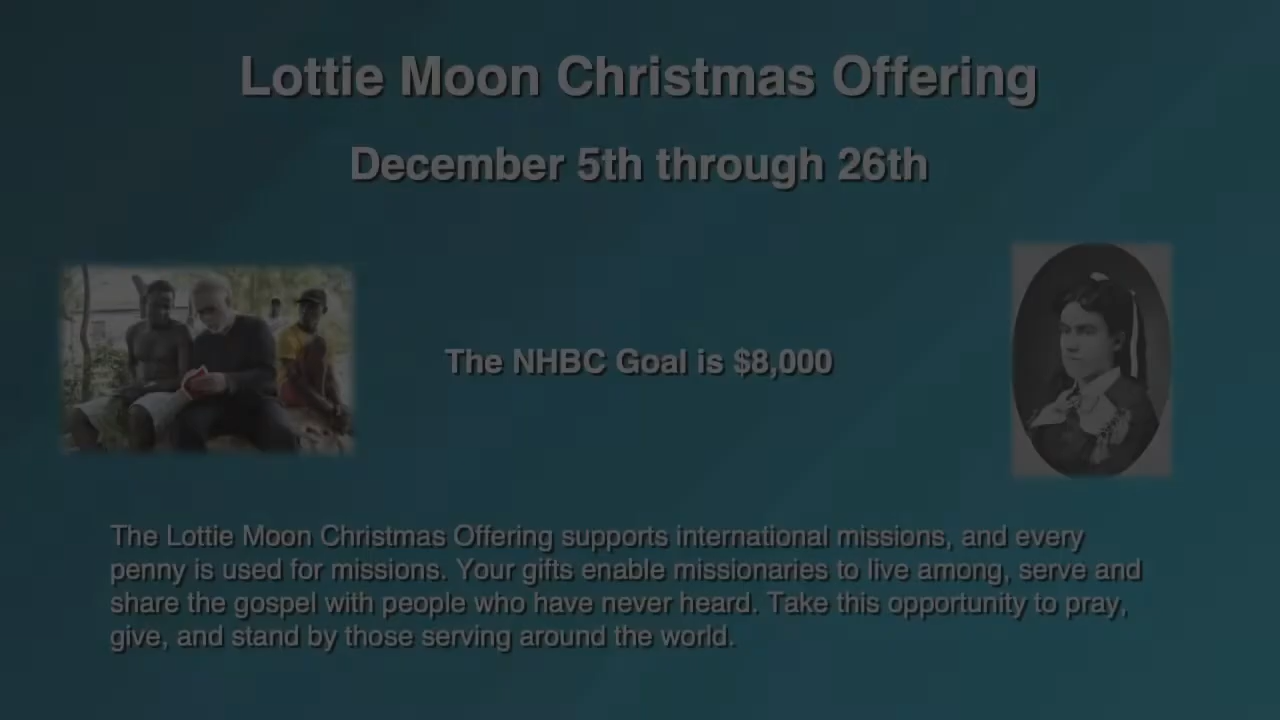 Lottie Moon Christmas Offering
December 5th through 26th
The NHBC Goal is $8,000
The Lottie Moon Christmas Offering supports international missions, and every
penny is used for missions. Your gifts enable missionaries to live among, serve and
share the gospel with people who have never heard. Take this opportunity to pray,
give, and stand by those serving around the world.